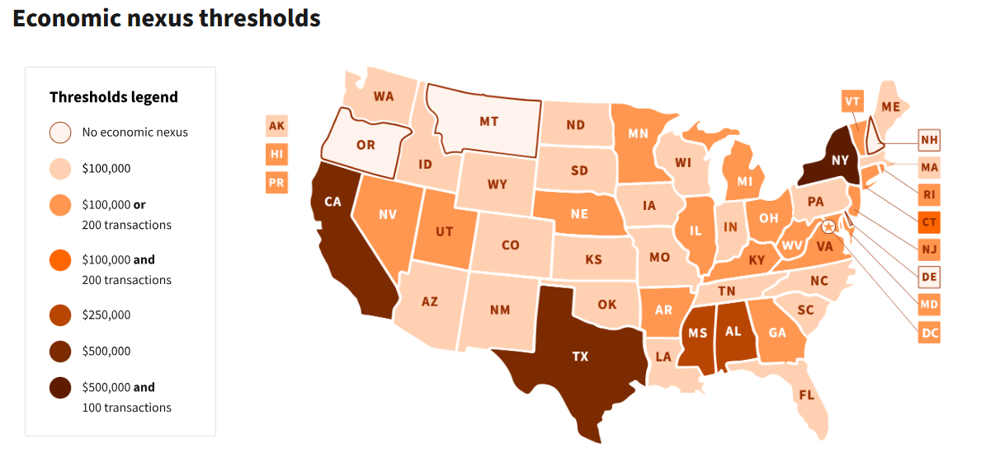 Economic nexus thresholds
Thresholds legend
No economic nexus
$100,000
$100,000 or
200 transactions
$100,000 and
200 transactions
$250,000
$500,000
$500,000 and
100 transactions
AK
HI
PR
WA
MT
ND
MN
VT
ME
OR
ID
SD
WI
NY
NH
WY
MI
MA
CA
NV
NE
IA
PA
RI
UT
CO
IL
IN
OH
CT
WV
VA
NJ
KS
MO
KY
DE
AZ
NM
OK
AR
TN
NC
MD
SC
MS
AL
GA
DC
TX
LA
FL